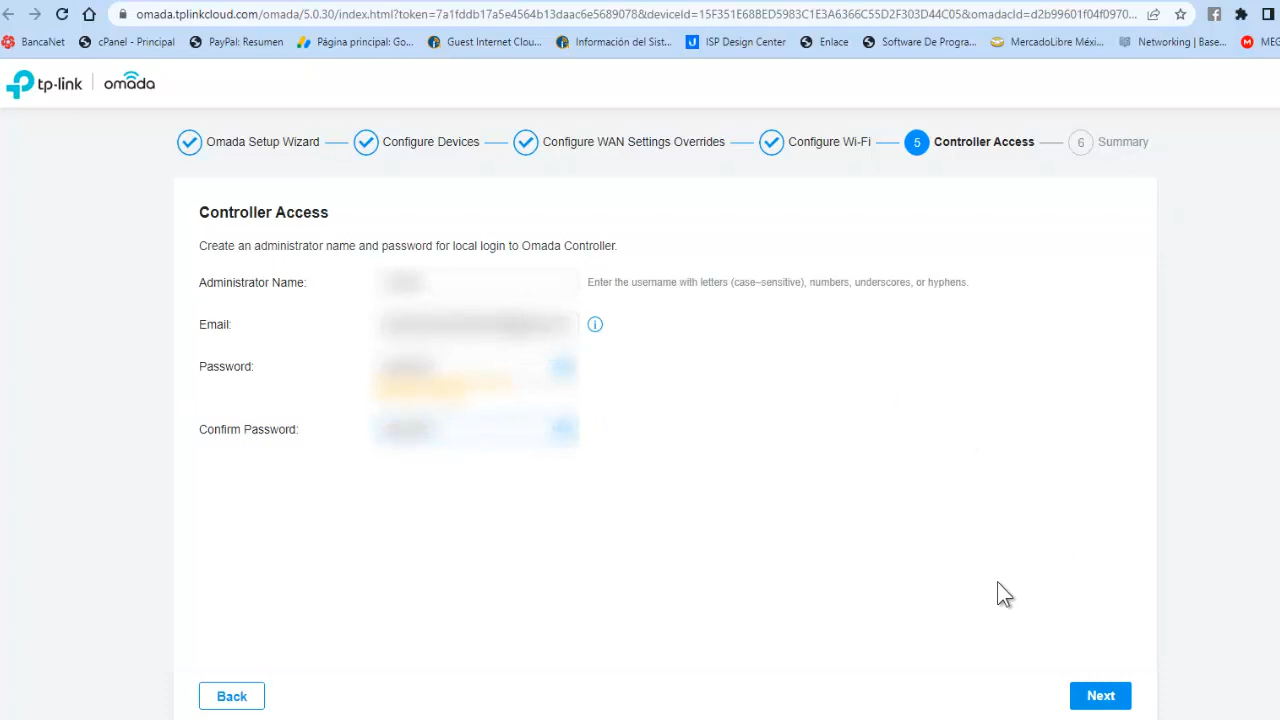 omada.tplinkcloud.com/omada/5.0.30/index.html?token=7a1fddb17a5e4564b13daac6e5689078&deviceId=15F351E68BED5983C1E3A6366C55D2F303D44C05&omadacId=d2b99601f04f0970...
BancaNet cPanel - Principal PayPal: Resumen Página principal: Go... Guest Internet Clou... Información del Sist... ISP Design Center Enlace Software De Progra... MercadoLibre Méxi... Networking | Base... MEG
tp-link | omada
Omada Setup Wizard Configure Devices Configure WAN Settings Overrides Configure Wi-Fi 5 Controller Access 6 Summary
Controller Access
Create an administrator name and password for local login to Omada Controller.
Administrator Name: Enter the username with letters (case–sensitive), numbers, underscores, or hyphens.
Email:
Password:
Confirm Password:
Back Next